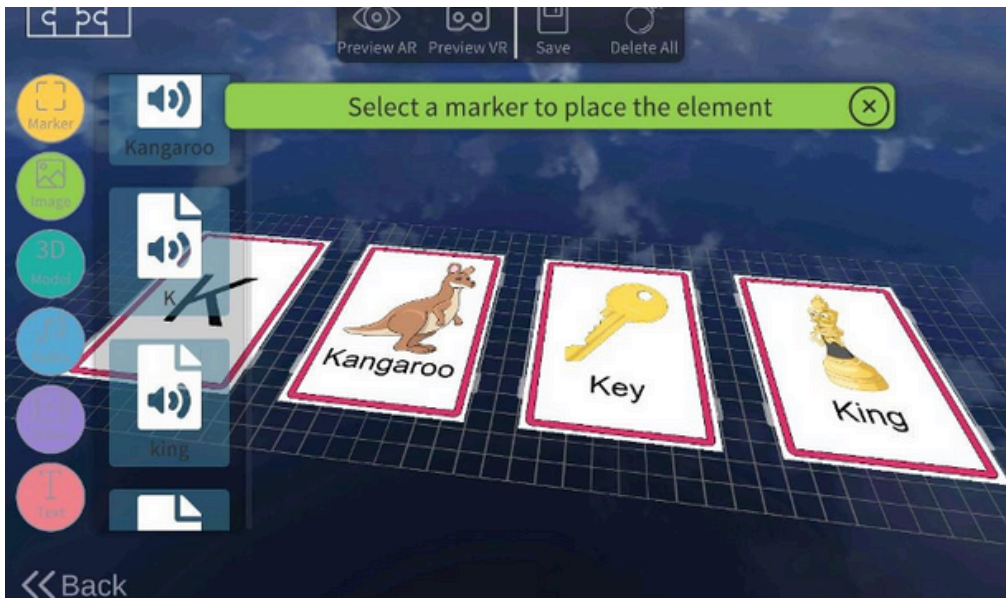 Preview AR Preview VR Save Delete All
Select a marker to place the element
Marker
Kangaroo
Image
3D
Model
K
K
Kangaroo
Key
King
king
Text
Back